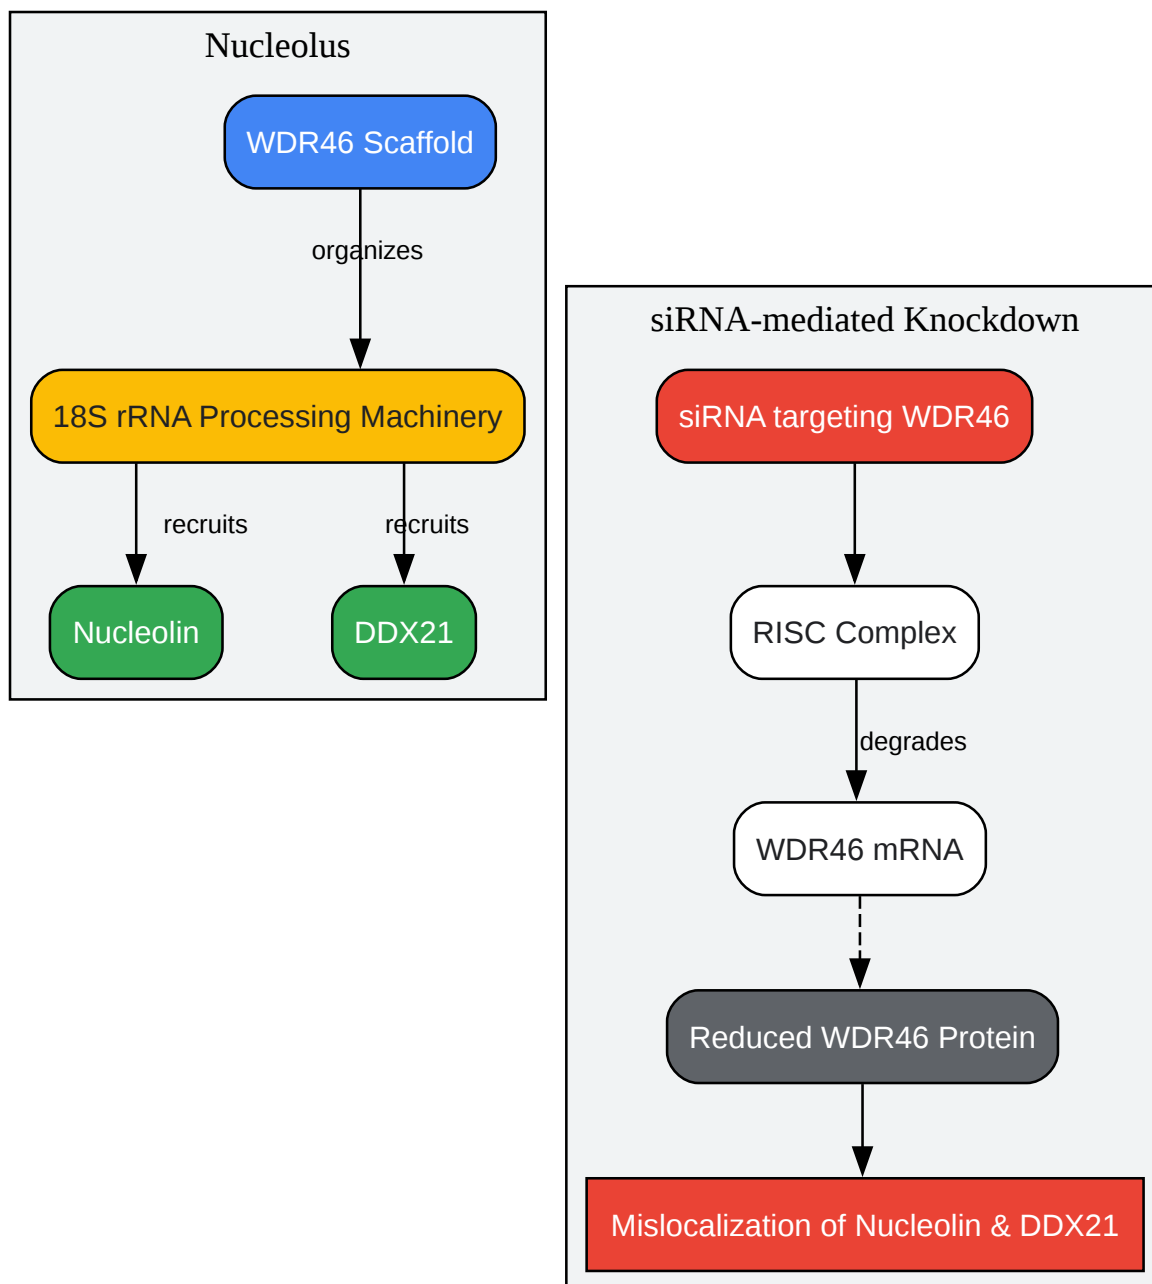 Nucleolus
WDR46 Scaffold
organizes
18S rRNA Processing Machinery
recruits
recruits
Nucleolin
DDX21
siRNA-mediated Knockdown
siRNA targeting WDR46
RISC Complex
degrades
WDR46 mRNA
Reduced WDR46 Protein
Mislocalization of Nucleolin & DDX21